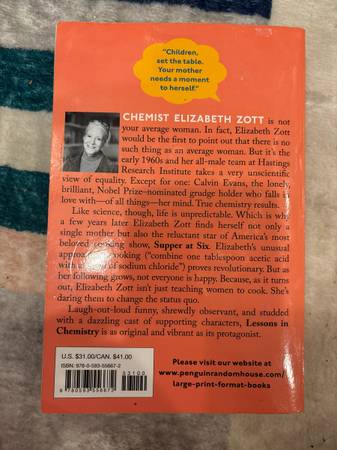 “Children,
set the table.
Your mother
needs a moment
to herself.”
CHEMIST ELIZABETH ZOTT is not
your average woman. In fact, Elizabeth Zott
would be the first to point out that there is
no such thing as an average woman. But it’s the
early 1960s and her all-male team at Hastings
Research Institute takes a very unscientific
view of equality. Except for one: Calvin Evans, the lonely,
brilliant, Nobel Prize–nominated grudge holder who falls in
love with—of all things—her mind. True chemistry results.
Like science, though, life is unpredictable. Which is why
a few years later Elizabeth Zott finds herself not only a
single mother but also the reluctant star of America’s most
beloved cooking show, Supper at Six. Elizabeth’s unusual
approach to cooking (“combine one tablespoon acetic acid
with a pinch of sodium chloride”) proves revolutionary. But as
her following grows, not everyone is happy. Because, as it turns
out, Elizabeth Zott isn’t just teaching women to cook. She’s
daring them to change the status quo.
Laugh-out-loud funny, shrewdly observant, and studded
with a dazzling cast of supporting characters, Lessons in
Chemistry is as original and vibrant as its protagonist.
U.S. $31.00/CAN. $41.00
ISBN: 978-0-593-55667-2
53100
9 780593 556672
Please visit our website at
www.penguinrandomhouse.com/
large-print-format-books